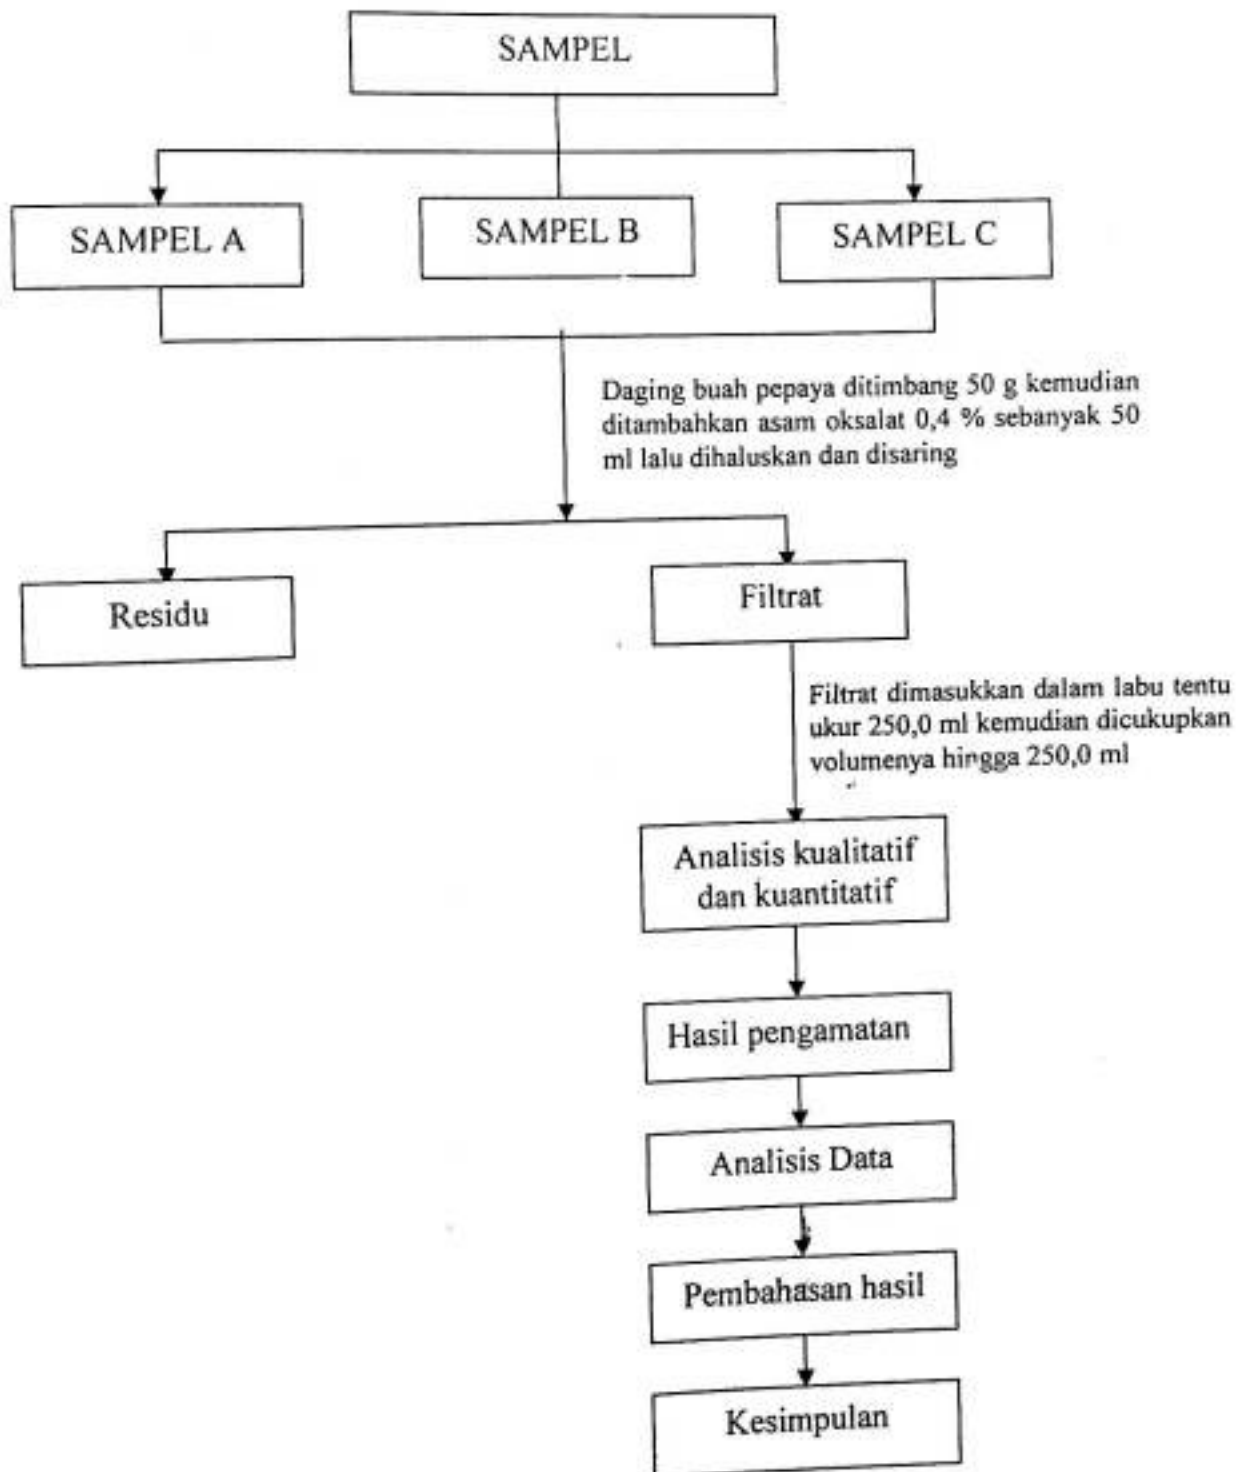 SAMPEL
SAMPEL A
SAMPEL B
SAMPEL C
Daging buah pepaya ditimbang 50 g kemudian
ditambahkan asam oksalat 0,4 % sebanyak 50
ml lalu dihaluskan dan disaring
Residu
Filtrat
Filtrat dimasukkan dalam labu tentu
ukur 250,0 ml kemudian dicukupkan
volumenya hingga 250,0 ml
Analisis kualitatif
dan kuantitatif
Hasil pengamatan
Analisis Data
Pembahasan hasil
Kesimpulan